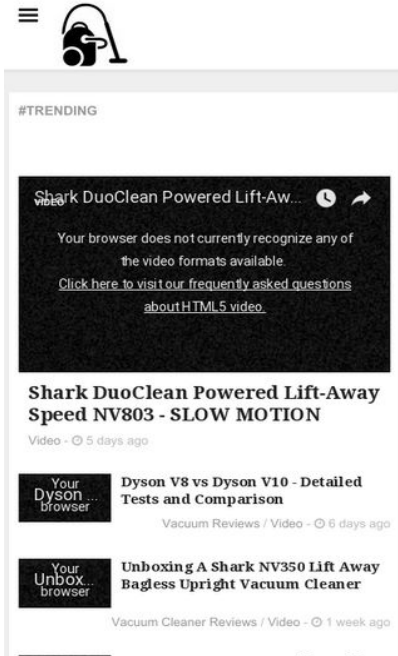 #TRENDING
Shark DuoClean Powered Lift-Aw...
VIDEO
Your browser does not currently recognize any of
the video formats available.
Click here to visit our frequently asked questions
about HTML5 video.
Shark DuoClean Powered Lift-Away
Speed NV803 - SLOW MOTION
Video - 5 days ago
Your
Dyson ...
browser
Dyson V8 vs Dyson V10 - Detailed
Tests and Comparison
Vacuum Reviews / Video - 6 days ago
Your
Unbox...
browser
Unboxing A Shark NV350 Lift Away
Bagless Upright Vacuum Cleaner
Vacuum Cleaner Reviews / Video - 1 week ago